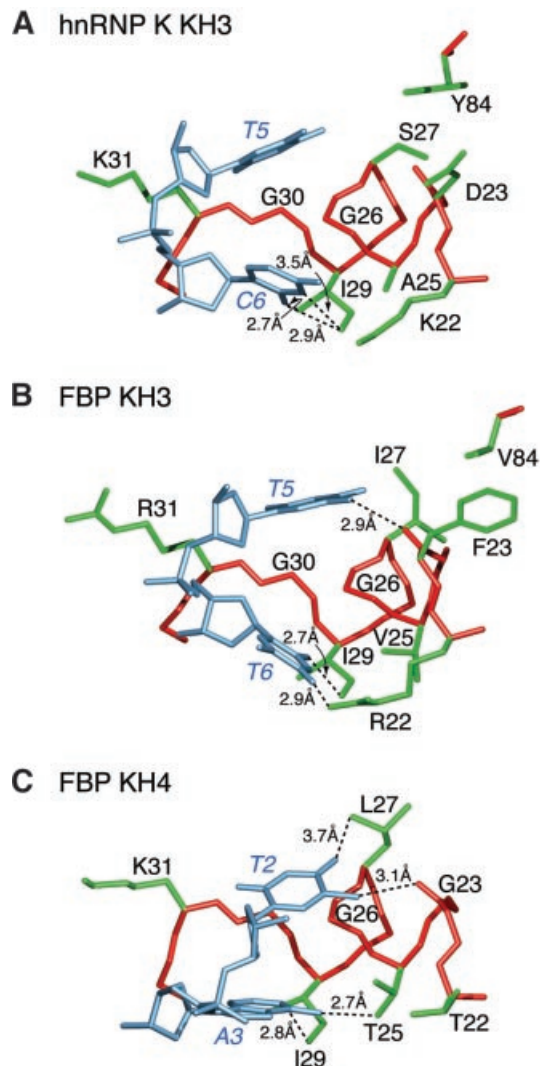 A hnRNP K KH3
Y84
T5
S27
K31
G30
D23
G26
3.5Å
I29
C6
A25
2.7Å
K22
2.9Å
B FBP KH3
V84
I27
T5
R31
2.9Å
F23
G30
G26
2.7Å
V25
I29
T6
2.9Å
R22
C FBP KH4
L27
3.7Å
K31
T2
G23
3.1Å
G26
2.7Å
T22
T25
2.8Å
A3
I29